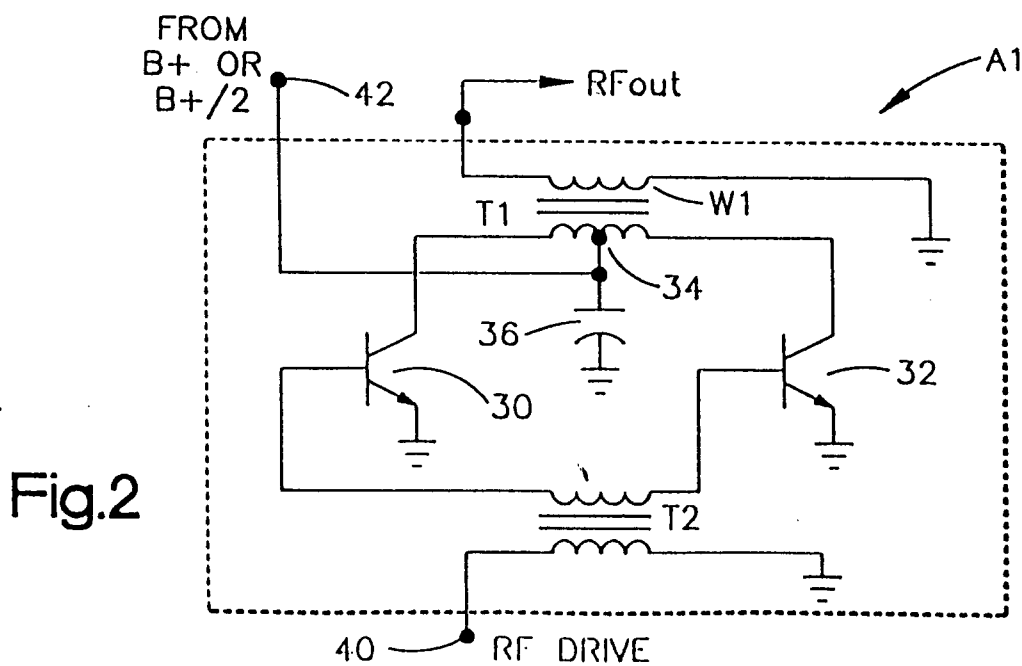 FROM
B+ OR
B+/2
42
RFout
A1
W1
T1
34
36
30
32
Fig.2
T2
40
RF DRIVE